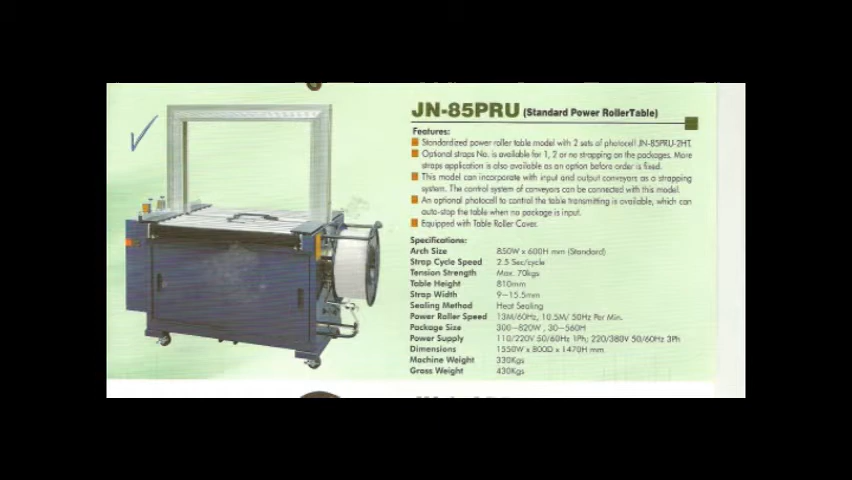 JN-85PRU (Standard Power RollerTable)
Features:
Standardized power roller table model with 2 sets of photocell JN-85PRU-2HT.
Optional straps No. is available for 1, 2 or no strapping on the packages. More
straps application is also available as an option before order is fixed.
This model can incorporate with input and output conveyors as a strapping
system. The control system of conveyors can be connected with this model.
An optional photocell to control the table transmitting is available, which can
auto-stop the table when no package is input.
Equipped with Table Roller Cover.
Specifications:
Arch Size 850W x 600H mm (Standard)
Strap Cycle Speed 2.5 Sec/cycle
Tension Strength Max. 70kgs
Table Height 810mm
Strap Width 9~15.5mm
Sealing Method Heat Sealing
Power Roller Speed 13M/60Hz, 10.5M/ 50Hz Per Min.
Package Size 300~820W , 30~560H
Power Supply 110/220V 50/60Hz 1Ph; 220/380V 50/60Hz 3Ph
Dimensions 1550W x 800D x 1470H mm
Machine Weight 330Kgs
Gross Weight 430Kgs